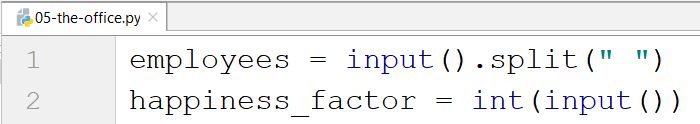 05-the-office.py
1 employees = input().split(" ")
2 happiness_factor = int(input())